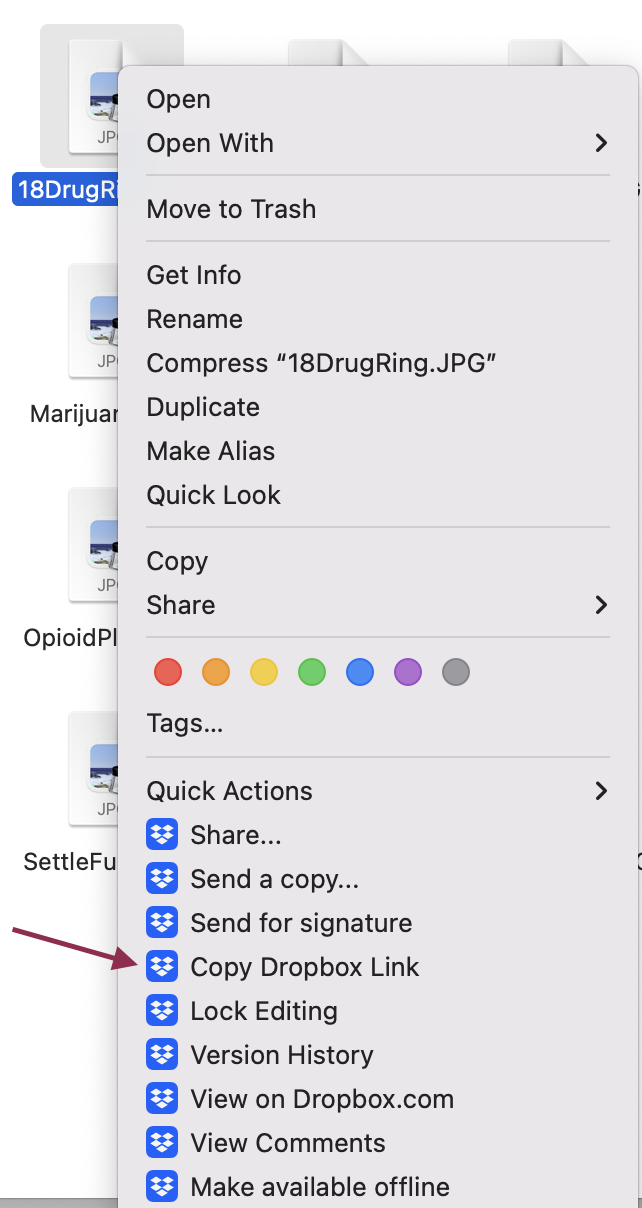 JPG
18DrugRi
Open
Open With
Move to Trash
Get Info
Rename
Compress “18DrugRing.JPG”
Duplicate
Make Alias
Quick Look
Copy
Share
Tags...
Quick Actions
Share...
Send a copy...
Send for signature
Copy Dropbox Link
Lock Editing
Version History
View on Dropbox.com
View Comments
Make available offline
JPG
Marijuan
JPG
OpioidPl
JPG
SettleFu